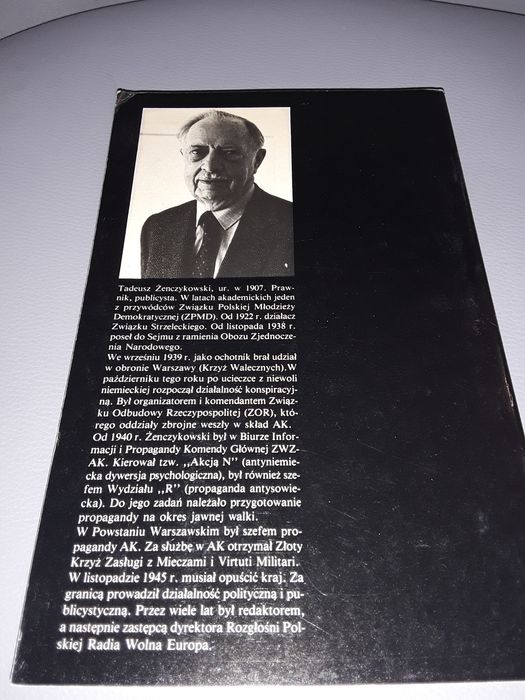 Tadeusz Żenczykowski, ur. w 1907. Praw-
nik, publicysta. W latach akademickich jeden
z przywódców Związku Polskiej Młodzieży
Demokratycznej (ZPMD). Od 1922 r. działacz
Związku Strzeleckiego. Od listopada 1938 r.
poseł do Sejmu z ramienia Obozu Zjednocze-
nia Narodowego.
We wrześniu 1939 r. jako ochotnik brał udział
w obronie Warszawy (Krzyż Walecznych). W
październiku tego roku po ucieczce z niewoli
niemieckiej rozpoczął działalność konspiracyj-
ną. Był organizatorem i komendantem Związ-
ku Odbudowy Rzeczypospolitej (ZOR), któ-
rego oddziały zbrojne weszły w skład AK.
Od 1940 r. Żenczykowski był w Biurze Infor-
macji i Propagandy Komendy Głównej ZWZ-
AK. Kierował tzw. ,,Akcją N" (antyniemie-
cka dywersja psychologiczna), był również sze-
fem Wydziału ,,R" (propaganda antysowie-
cka). Do jego zadań należało przygotowanie
propagandy na okres jawnej walki.
W Powstaniu Warszawskim był szefem pro-
pagandy AK. Za służbę w AK otrzymał Złoty
Krzyż Zasługi z Mieczami i Virtuti Militari.
W listopadzie 1945 r. musiał opuścić kraj. Za
granicą prowadził działalność polityczną i pu-
blicystyczną. Przez wiele lat był redaktorem,
a następnie zastępcą dyrektora Rozgłośni Pol-
skiej Radia Wolna Europa.